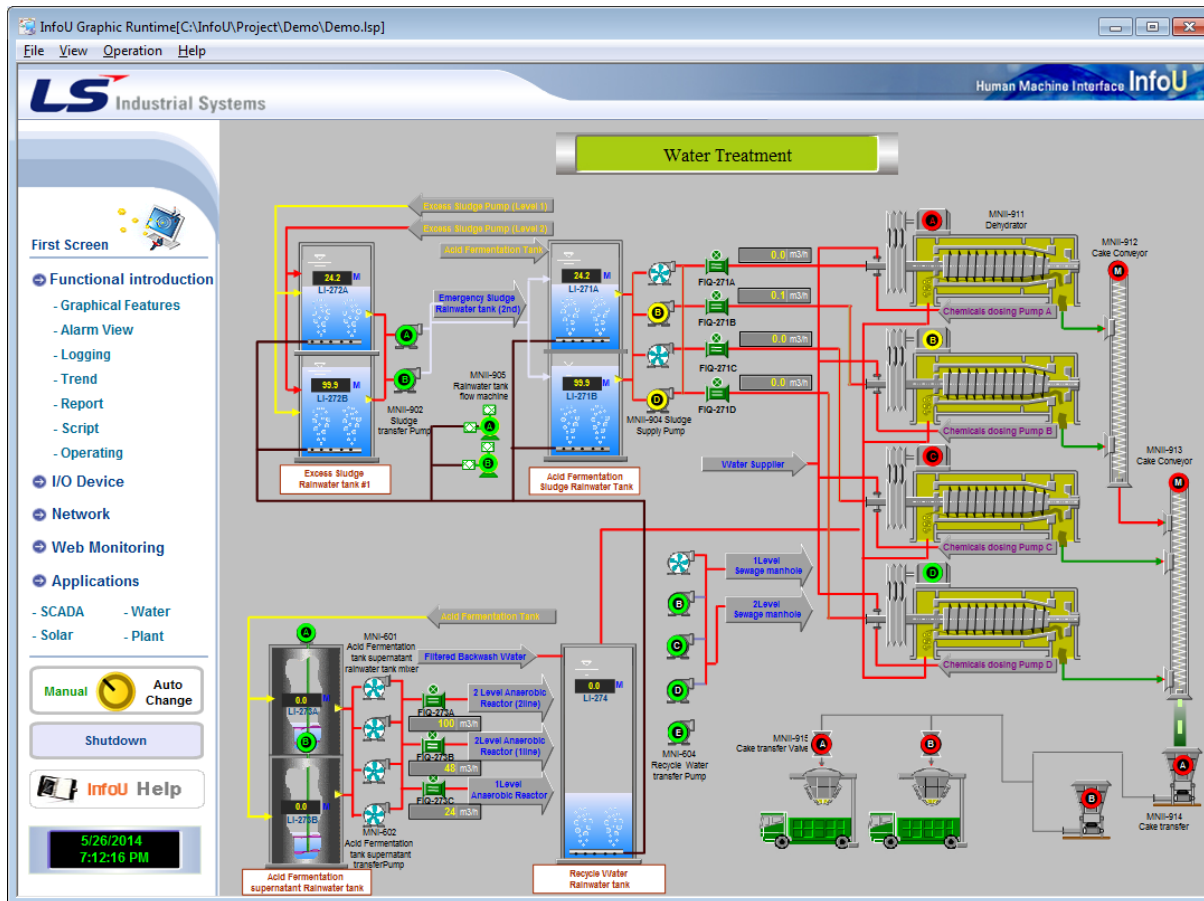 InfoU Graphic Runtime[C:\InfoU\Project\Demo\Demo.lsp]
File View Operation Help
LS Industrial Systems
Human Machine Interface InfoU
First Screen
Functional introduction
- Graphical Features
- Alarm View
- Logging
- Trend
- Report
- Script
- Operating
I/O Device
Network
Web Monitoring
Applications
- SCADA - Water
- Solar - Plant
Manual Auto
Change
Shutdown
InfoU Help
5/26/2014
7:12:16 PM
Water Treatment
Excess Sludge Pump (Level 1)
Excess Sludge Pump (Level 2)
Acid Fermentation Tank
24.2 M
LI-272A
99.9 M
LI-272B
A
B
MNII-902
Sludge
transfer Pump
Excess Sludge
Rainwater tank #1
Emergency Sludge
Rainwater tank (2nd)
MNII-905
Rainwater tank
flow machine
A
B
24.2 M
LI-271A
99.9 M
LI-271B
Acid Fermentation
Sludge Rainwater Tank
B
D
MNII-904 Sludge
Supply Pump
0.0 m3/h
FIQ-271A
0.1 m3/h
FIQ-271B
0.0 m3/h
FIQ-271C
0.0 m3/h
FIQ-271D
Water Supplier
A
MNII-911
Dehydrator
Chemicals dosing Pump A
B
Chemicals dosing Pump B
C
Chemicals dosing Pump C
D
Chemicals dosing Pump D
MNII-912
Cake Conveyor
M
MNII-913
Cake Conveyor
M
Acid Fermentation Tank
A
0.0 M
B
0.0 M
Acid Fermentation
supernatant Rainwater tank
MNI-601
Acid Fermentation
tank supernatant
rainwater tank mixer
MNI-602
Acid Fermentation
tank supernatant
transferPump
Filtered Backwash Water
FIQ-273A
100 m3/h
FIQ-273B
48 m3/h
FIQ-273C
24 m3/h
2 Level Anaerobic
Reactor (2line)
2Level Anaerobic
Reactor (1line)
1Level
Anaerobic Reactor
0.0 M
LI-274
Recycle Water
Rainwater tank
B
C
D
E
MNI-604
Recycle Water
transfer Pump
1Level
Sewage manhole
2Level
Sewage manhole
MNII-915
Cake transfer Valve
A
B
B
A
MNII-914
Cake transfer